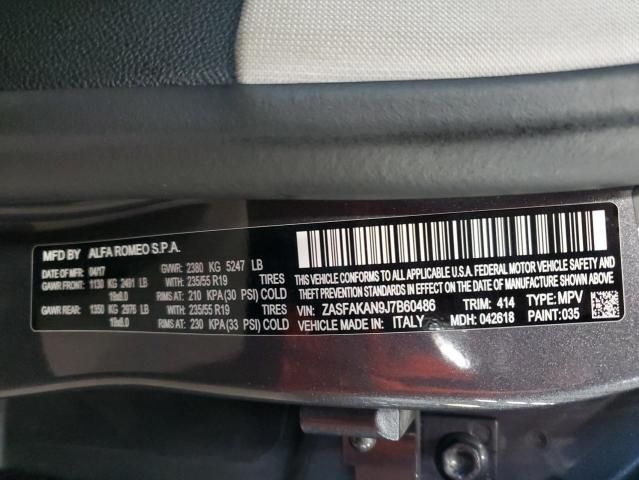 MFD BY ALFA ROMEO S.P.A.
DATE OF MFR 04/17 GVWR: 2380 KG 5247 LB
GAWR FRONT: 1130 KG 2491 LB WITH: 235/55 R19 TIRES
RIMS AT: 210 KPA (30 PSI) COLD
GAWR REAR: 1350 KG 2976 LB WITH: 235/55 R19 TIRES
RIMS AT: 230 KPA (33 PSI) COLD
THIS VEHICLE CONFORMS TO ALL APPLICABLE U.S.A. FEDERAL MOTOR VEHICLE SAFETY AND
THEFT PREVENTION STANDARDS IN EFFECT ON THE DATE OF MANUFACTURE SHOWN ABOVE.
VIN: ZASFAKAN9J7B60486 TRIM: 414 TYPE: MPV
VEHICLE MADE IN: ITALY MDH: 042618 PAINT: 035